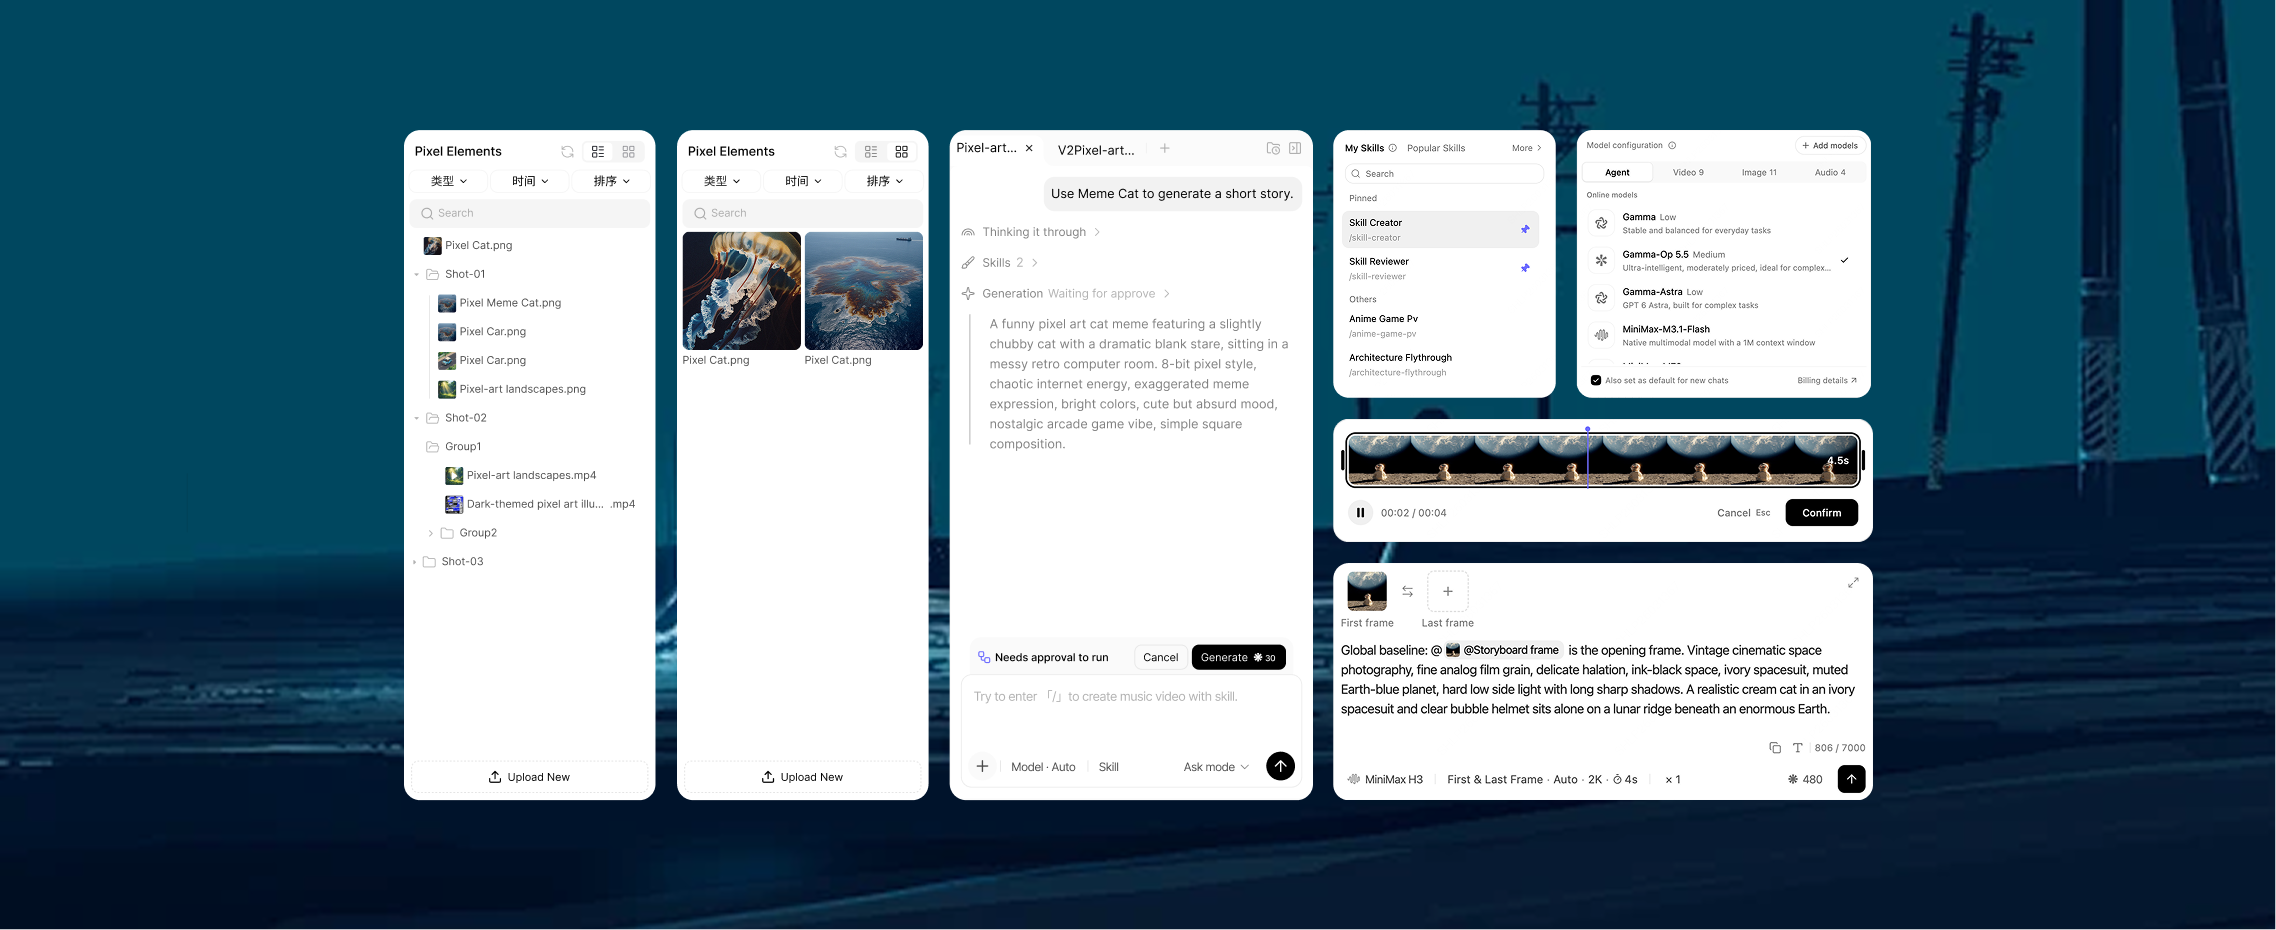 Pixel Elements
类型 时间 排序
Search
Pixel Cat.png
Shot-01
Pixel Meme Cat.png
Pixel Car.png
Pixel Car.png
Pixel-art landscapes.png
Shot-02
Group1
Pixel-art landscapes.mp4
Dark-themed pixel art illu... .mp4
Group2
Shot-03
Upload New
Pixel Elements
类型 时间 排序
Search
Pixel Cat.png Pixel Cat.png
Upload New
Pixel-art... V2Pixel-art...
Use Meme Cat to generate a short story.
Thinking it through
Skills 2
Generation Waiting for approve
A funny pixel art cat meme featuring a slightly
chubby cat with a dramatic blank stare, sitting in a
messy retro computer room. 8-bit pixel style,
chaotic internet energy, exaggerated meme
expression, bright colors, cute but absurd mood,
nostalgic arcade game vibe, simple square
composition.
Needs approval to run Cancel Generate 30
Try to enter 「/」 to create music video with skill.
Model · Auto Skill Ask mode
My Skills Popular Skills More
Search
Pinned
Skill Creator
/skill-creator
Skill Reviewer
/skill-reviewer
Others
Anime Game Pv
/anime-game-pv
Architecture Flythrough
/architecture-flythrough
Model configuration + Add models
Agent Video 9 Image 11 Audio 4
Online models
Gamma Low
Stable and balanced for everyday tasks
Gamma-Op 5.5 Medium
Ultra-intelligent, moderately priced, ideal for complex...
Gamma-Astra Low
GPT 6 Astra, built for complex tasks
MiniMax-M3.1-Flash
Native multimodal model with a 1M context window
Also set as default for new chats Billing details
4.5s
00:02 / 00:04 Cancel Esc Confirm
First frame Last frame
Global baseline: @ @Storyboard frame is the opening frame. Vintage cinematic space
photography, fine analog film grain, delicate halation, ink-black space, ivory spacesuit, muted
Earth-blue planet, hard low side light with long sharp shadows. A realistic cream cat in an ivory
spacesuit and clear bubble helmet sits alone on a lunar ridge beneath an enormous Earth.
806 / 7000
MiniMax H3 First & Last Frame · Auto · 2K · 4s × 1 480